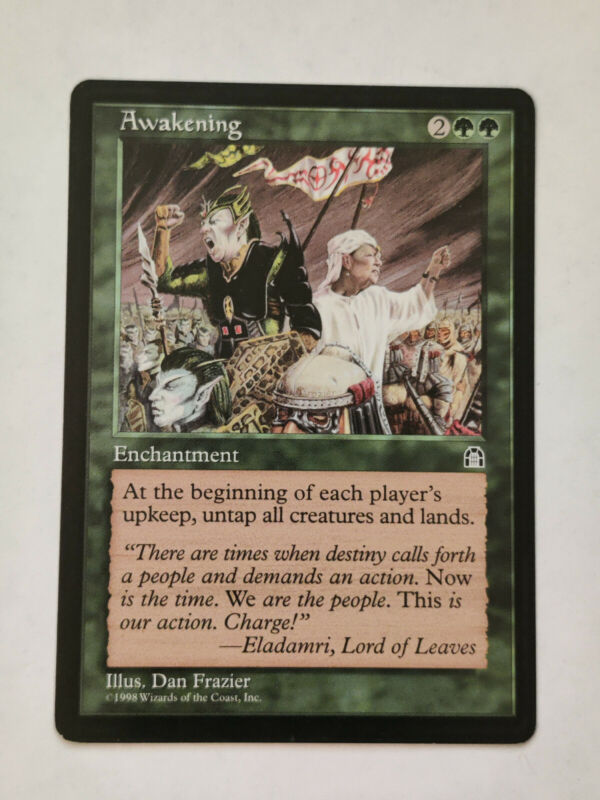 Awakening 2
Enchantment
At the beginning of each player's
upkeep, untap all creatures and lands.
“There are times when destiny calls forth
a people and demands an action. Now
is the time. We are the people. This is
our action. Charge!”
—Eladamri, Lord of Leaves
Illus. Dan Frazier
©1998 Wizards of the Coast, Inc.